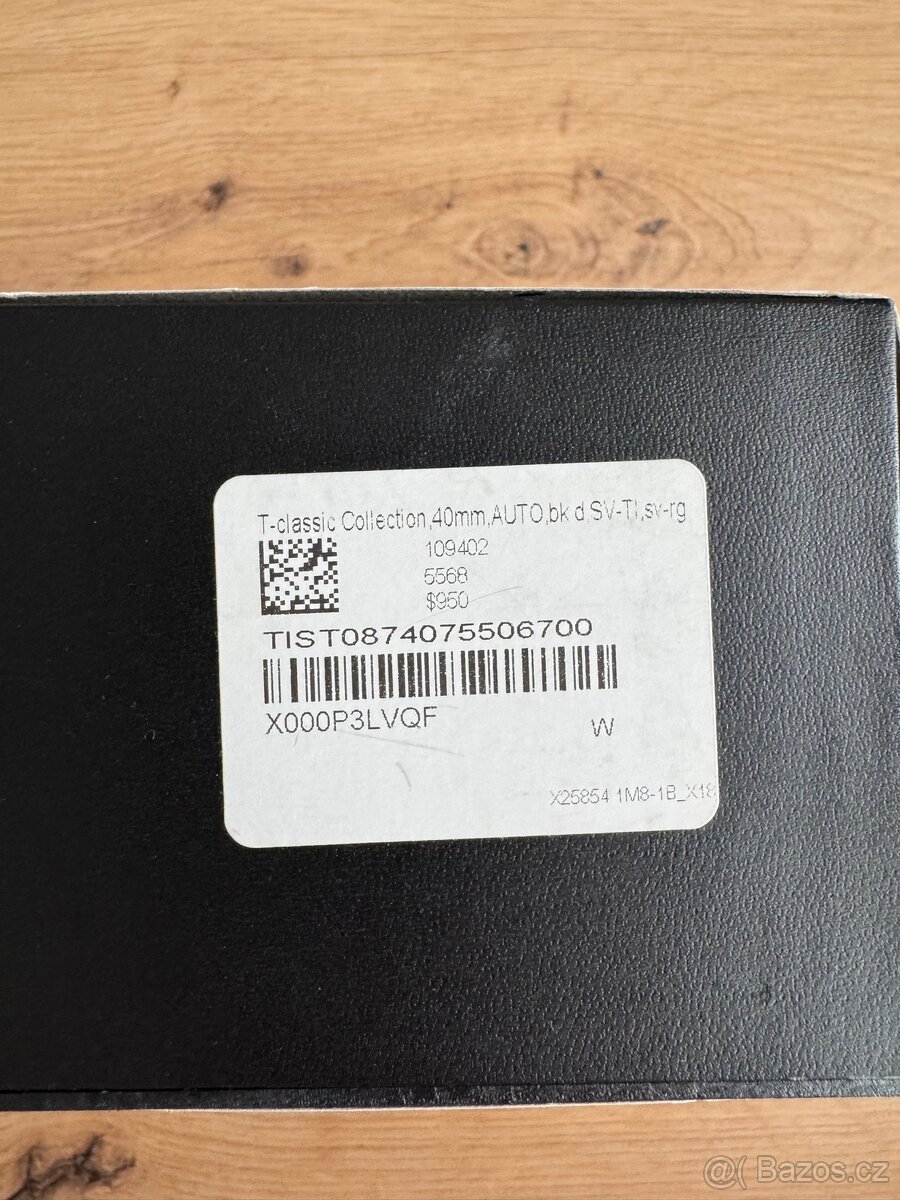 T-classic Collection,40mm,AUTO,bk d,SV-TI,sv-rg
109402
5568
$950
TIST0874075506700
X000P3LVQF
W
X25854 1M8-1B_X18
@( Bazos.cz